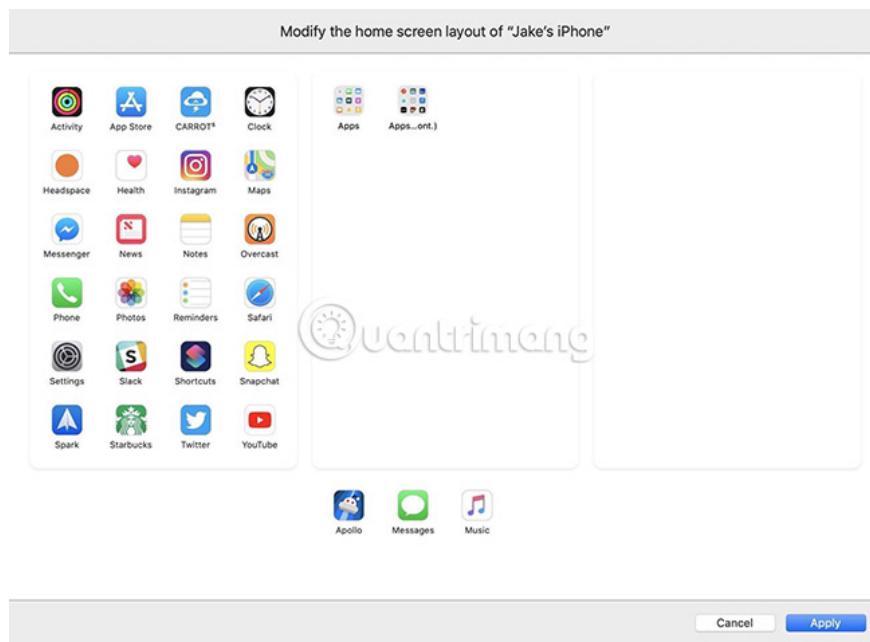 Modify the home screen layout of “Jake’s iPhone”
Activity App Store CARROT⁵ Clock
Headspace Health Instagram Maps
Messenger News Notes Overcast
Phone Photos Reminders Safari
Settings Slack Shortcuts Snapchat
Spark Starbucks Twitter YouTube
Apps Apps...ont.)
Quantrimang
Apollo Messages Music
Cancel Apply